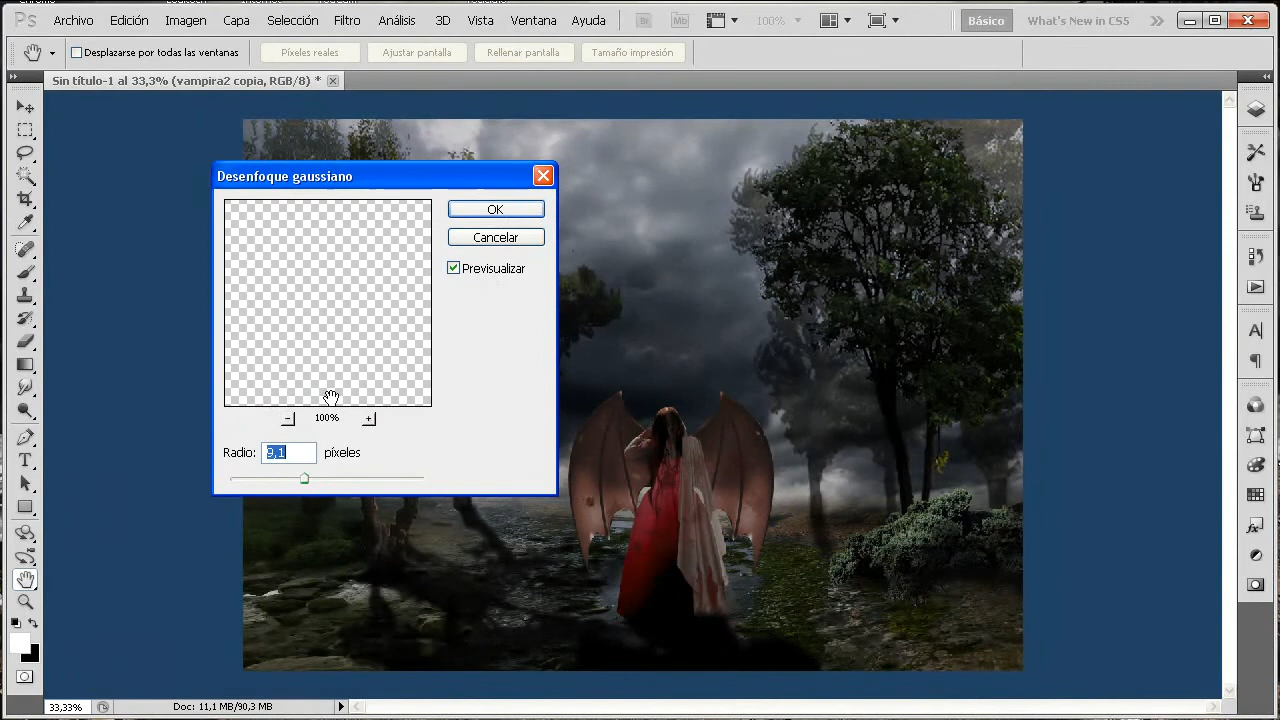 Ps Archivo Edición Imagen Capa Selección Filtro Análisis 3D Vista Ventana Ayuda Br Mb 100% Básico What's New in CS5
Desplazarse por todas las ventanas Píxeles reales Ajustar pantalla Rellenar pantalla Tamaño impresión
Sin título-1 al 33,3% (vampira2 copia, RGB/8) *
Desenfoque gaussiano
OK
Cancelar
Previsualizar
100%
Radio: 9,1 píxeles
33,33% Doc: 11,1 MB/90,3 MB